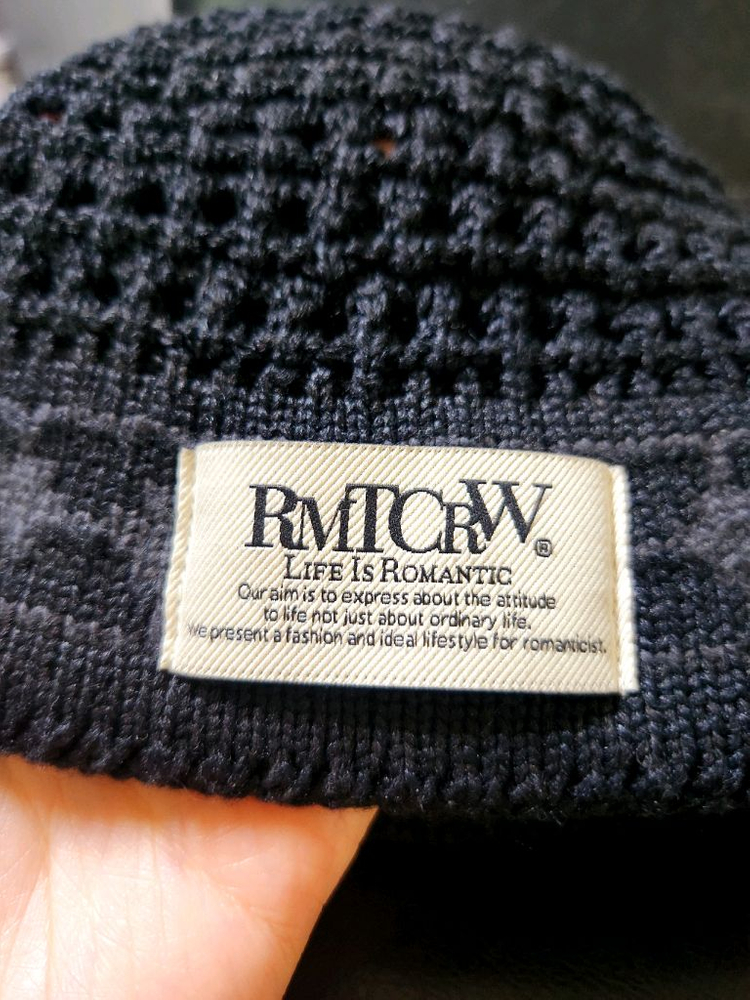 RMTCRW®
LIFE IS ROMANTIC
Our aim is to express about the attitude
to life not just about ordinary life.
We present a fashion and ideal lifestyle for romanticist.